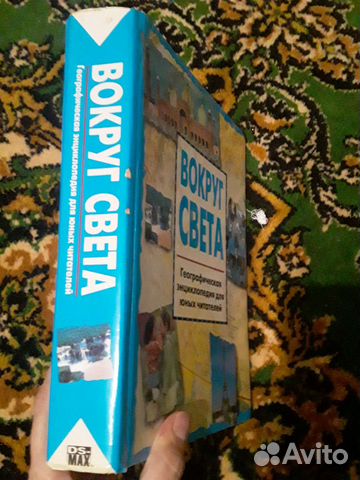 ВОКРУГ СВЕТА
Географическая энциклопедия для юных читателей
DS-
MAX
ВОКРУГ
СВЕТА
Географическая
энциклопедия для
юных читателей
Avito